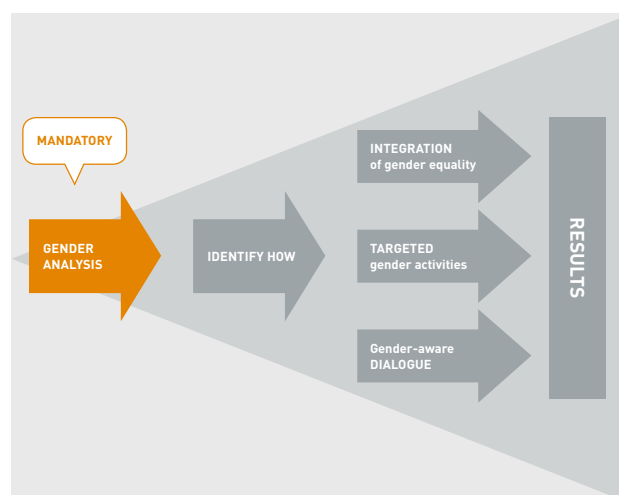 MANDATORY
GENDER
ANALYSIS
IDENTIFY HOW
INTEGRATION
of gender equality
TARGETED
gender activities
Gender-aware
DIALOGUE
RESULTS